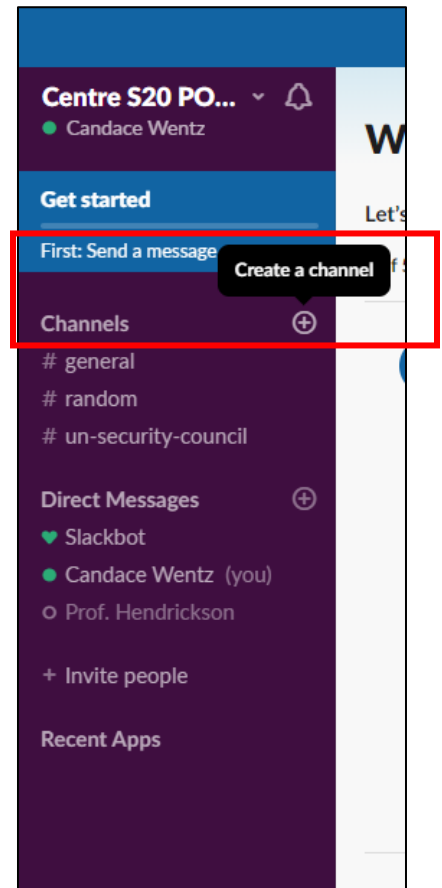 Centre S20 PO...
Candace Wentz
W
Get started
Let's
First: Send a message
Create a channel
f
Channels
# general
# random
# un-security-council
Direct Messages
Slackbot
Candace Wentz (you)
Prof. Hendrickson
+ Invite people
Recent Apps